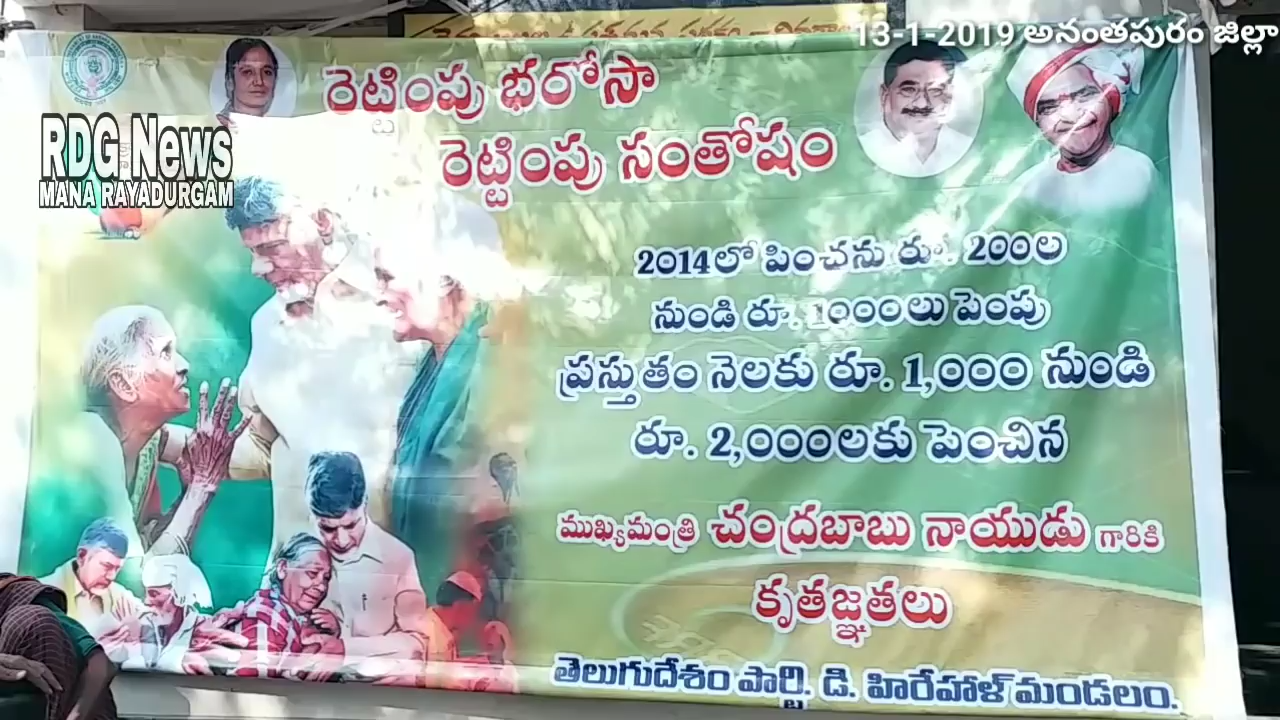 13-1-2019 అనంతపురం జిల్లా
RDG News
MANA RAYADURGAM
రెట్టింపు భరోసా
రెట్టింపు సంతోషం
2014లో పించను రూ. 200ల
నుండి రూ. 1000లు పెంపు
ప్రస్తుతం నెలకు రూ. 1,000 నుండి
రూ. 2,000లకు పెంచిన
ముఖ్యమంత్రి చంద్రబాబు నాయుడు గారికి
కృతజ్ఞతలు
తెలుగుదేశం పార్టి. డి. హిరేహాళ్ మండలం.